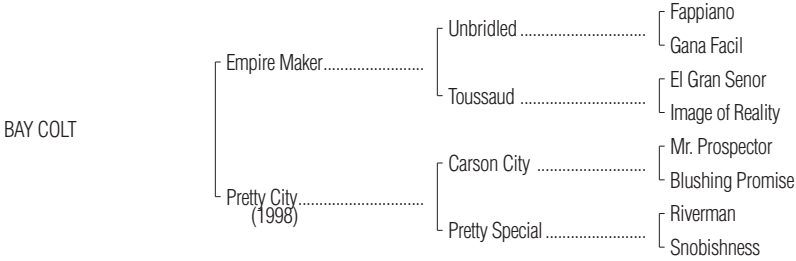 Fappiano
Unbridled ..............................
Gana Facil
Empire Maker........................
El Gran Senor
Toussaud ..............................
Image of Reality
BAY COLT
Mr. Prospector
Carson City ..........................
Blushing Promise
Pretty City..............................
(1998)
Riverman
Pretty Special ........................
Snobishness